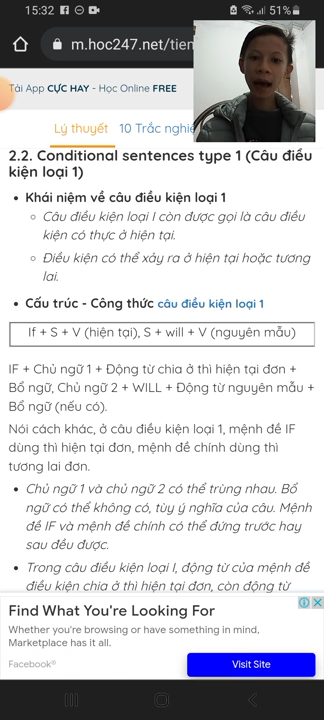 15:32
51%
m.hoc247.net/tien
Tải App CỰC HAY - Học Online FREE
Lý thuyết 10 Trắc nghiệ
2.2. Conditional sentences type 1 (Câu điều
kiện loại 1)
Khái niệm về câu điều kiện loại 1
Câu điều kiện loại I còn được gọi là câu điều
kiện có thực ở hiện tại.
Điều kiện có thể xảy ra ở hiện tại hoặc tương
lai.
Cấu trúc - Công thức câu điều kiện loại 1
If + S + V (hiện tại), S + will + V (nguyên mẫu)
IF + Chủ ngữ 1 + Động từ chia ở thì hiện tại đơn +
Bổ ngữ, Chủ ngữ 2 + WILL + Động từ nguyên mẫu +
Bổ ngữ (nếu có).
Nói cách khác, ở câu điều kiện loại 1, mệnh đề IF
dùng thì hiện tại đơn, mệnh đề chính dùng thì
tương lai đơn.
Chủ ngữ 1 và chủ ngữ 2 có thể trùng nhau. Bổ
ngữ có thể không có, tùy ý nghĩa của câu. Mệnh
đề IF và mệnh đề chính có thể đứng trước hay
sau đều được.
Trong câu điều kiện loại I, động từ của mệnh đề
điều kiện chia ở thì hiện tại đơn, còn động từ
Find What You're Looking For
Whether you're browsing or have something in mind,
Marketplace has it all.
Facebook®
Visit Site